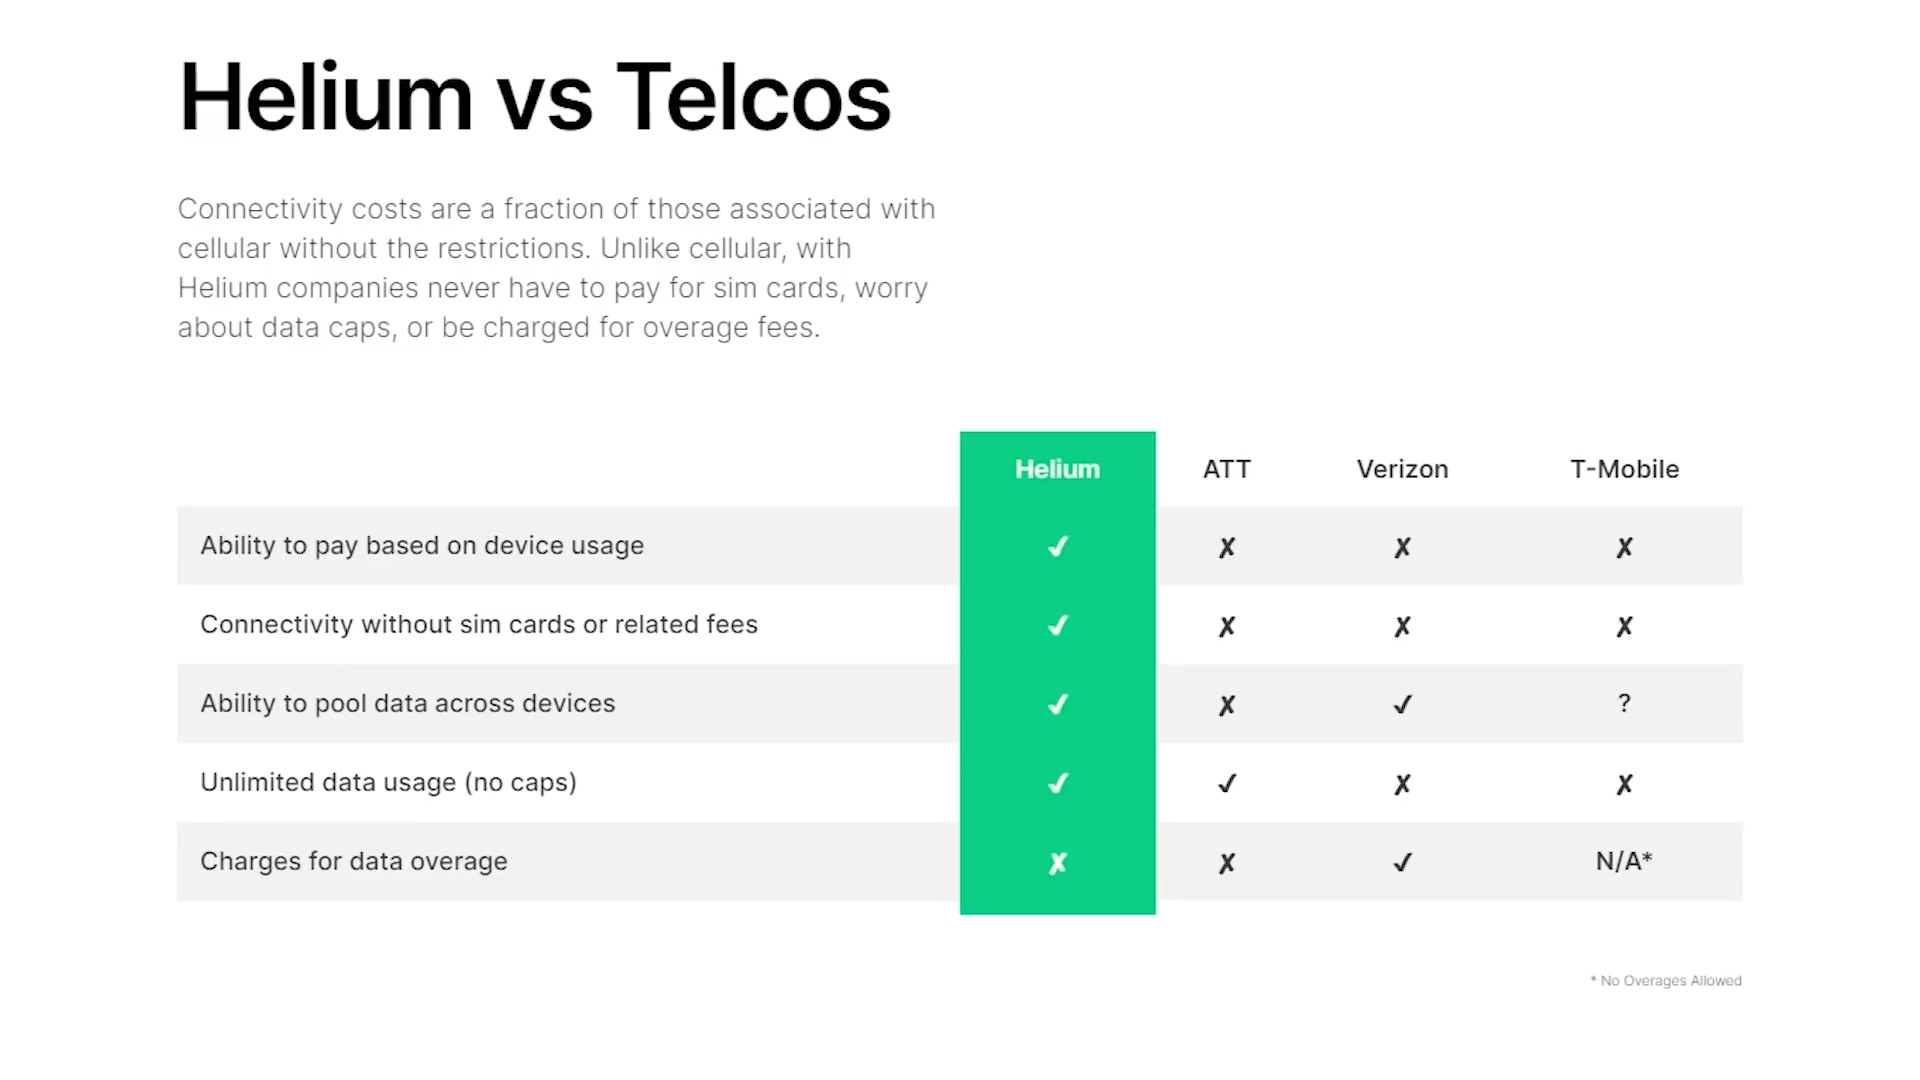 Helium vs Telcos
Connectivity costs are a fraction of those associated with
cellular without the restrictions. Unlike cellular, with
Helium companies never have to pay for sim cards, worry
about data caps, or be charged for overage fees.
Helium ATT Verizon T-Mobile
Ability to pay based on device usage ✓ ✗ ✗ ✗
Connectivity without sim cards or related fees ✓ ✗ ✗ ✗
Ability to pool data across devices ✓ ✗ ✓ ?
Unlimited data usage (no caps) ✓ ✓ ✗ ✗
Charges for data overage ✗ ✗ ✓ N/A*
* No Overages Allowed